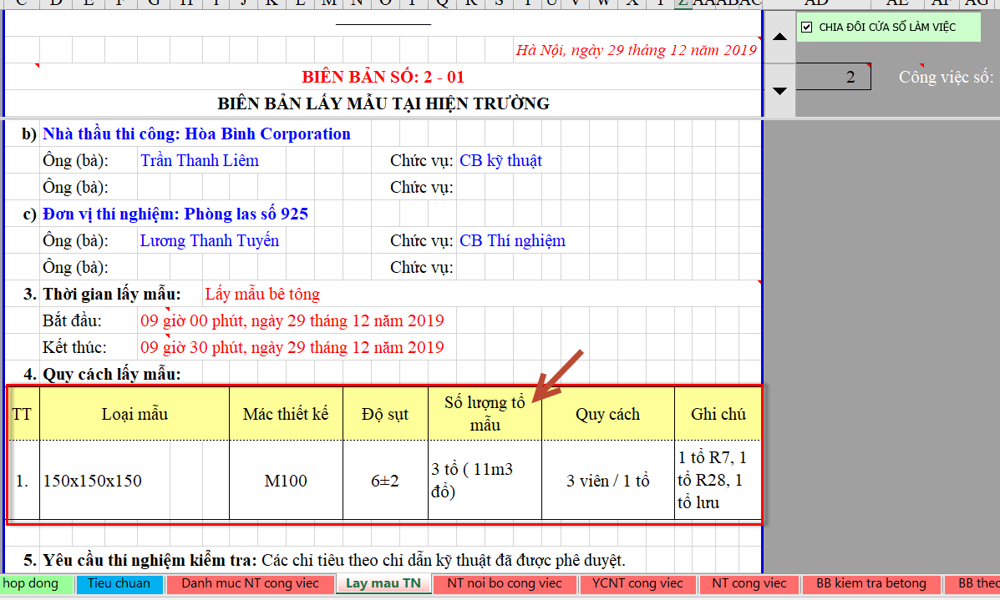 C D E F G H I J K L M N O P Q R S T U V W X Y Z AA AB AC AD AE AF AG
CHIA ĐÔI CỬA SỔ LÀM VIỆC
Hà Nội, ngày 29 tháng 12 năm 2019
BIÊN BẢN SỐ: 2 - 01
2
Công việc số:
BIÊN BẢN LẤY MẪU TẠI HIỆN TRƯỜNG
b) Nhà thầu thi công: Hòa Bình Corporation
Ông (bà): Trần Thanh Liêm Chức vụ: CB kỹ thuật
Ông (bà): Chức vụ:
c) Đơn vị thí nghiệm: Phòng las số 925
Ông (bà): Lương Thanh Tuyến Chức vụ: CB Thí nghiệm
Ông (bà): Chức vụ:
3. Thời gian lấy mẫu: Lấy mẫu bê tông
Bắt đầu: 09 giờ 00 phút, ngày 29 tháng 12 năm 2019
Kết thúc: 09 giờ 30 phút, ngày 29 tháng 12 năm 2019
4. Quy cách lấy mẫu:
TT Loại mẫu Mác thiết kế Độ sụt Số lượng tổ mẫu Quy cách Ghi chú
1. 150x150x150 M100 6±2 3 tổ ( 11m3 đổ) 3 viên / 1 tổ 1 tổ R7, 1 tổ R28, 1 tổ lưu
5. Yêu cầu thí nghiệm kiểm tra: Các chỉ tiêu theo chỉ dẫn kỹ thuật đã được phê duyệt.
hop dong Tieu chuan Danh muc NT cong viec Lay mau TN NT noi bo cong viec YCNT cong viec NT cong viec BB kiem tra betong BB theo